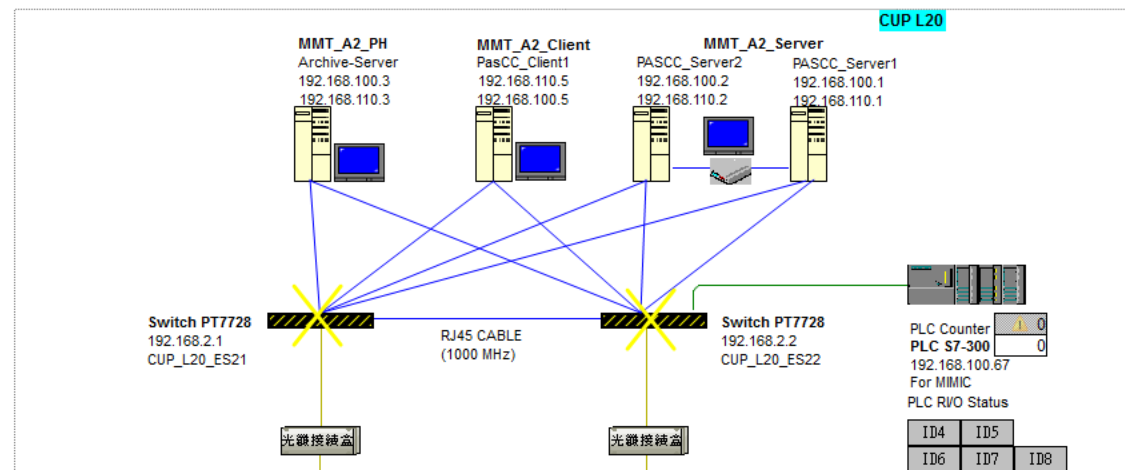 CUP L20
MMT_A2_PH
Archive-Server
192.168.100.3
192.168.110.3
MMT_A2_Client
PasCC_Client1
192.168.110.5
192.168.100.5
MMT_A2_Server
PASCC_Server2
192.168.100.2
192.168.110.2
PASCC_Server1
192.168.100.1
192.168.110.1
Switch PT7728
192.168.2.1
CUP_L20_ES21
RJ45 CABLE
(1000 MHz)
Switch PT7728
192.168.2.2
CUP_L20_ES22
PLC Counter 0
PLC S7-300 0
192.168.100.67
For MIMIC
PLC RI/O Status
ID4 ID5
ID6 ID7 ID8
光纖接續盒
光纖接續盒